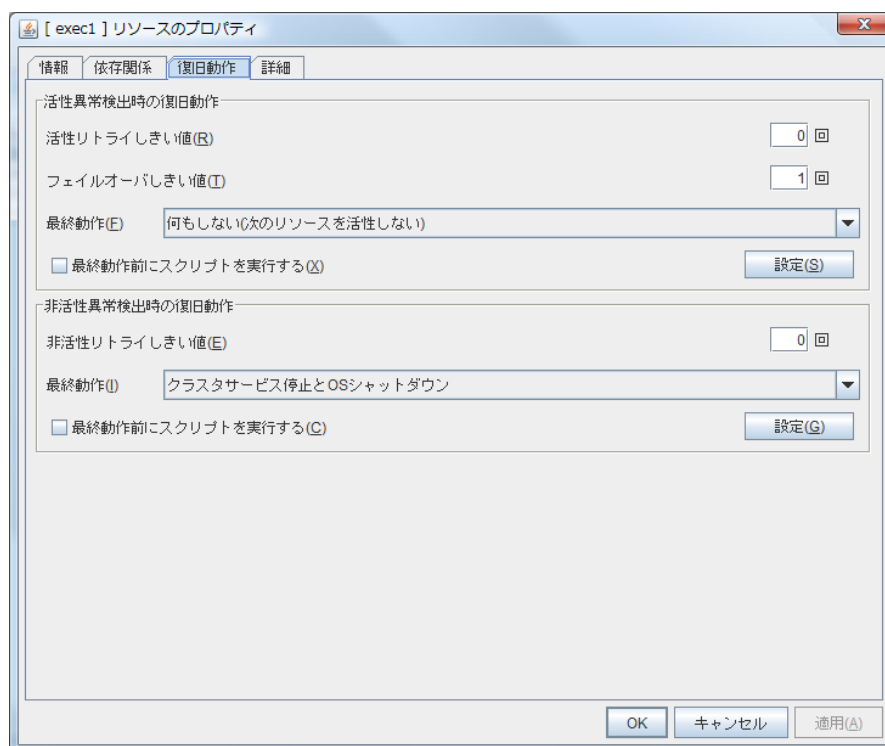 [ exec1 ] リソースのプロパティ
情報 依存関係 復旧動作 詳細
活性異常検出時の復旧動作
活性リトライしきい値(R) 0 回
フェイルオーバしきい値(T) 1 回
最終動作(F) 何もしない(次のリソースを活性しない)
最終動作前にスクリプトを実行する(X) 設定(S)
非活性異常検出時の復旧動作
非活性リトライしきい値(E) 0 回
最終動作(I) クラスタサービス停止とOSシャットダウン
最終動作前にスクリプトを実行する(C) 設定(G)
OK キャンセル 適用(A)